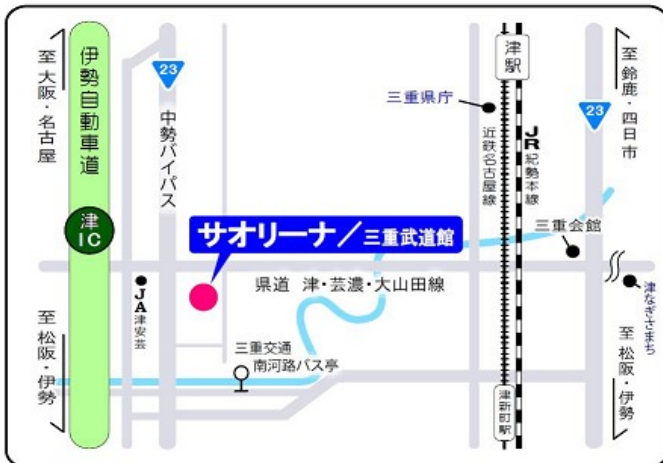 至大阪・名古屋
伊勢自動車道
23
中勢バイパス
津駅
三重県庁
近鉄名古屋線
JR紀勢本線
23
至鈴鹿・四日市
津IC
サオリーナ／三重武道館
三重会館
JA津安芸
県道 津・芸濃・大山田線
津なぎさまち
至松阪・伊勢
三重交通
南河路バス亭
津新町駅
至松阪・伊勢